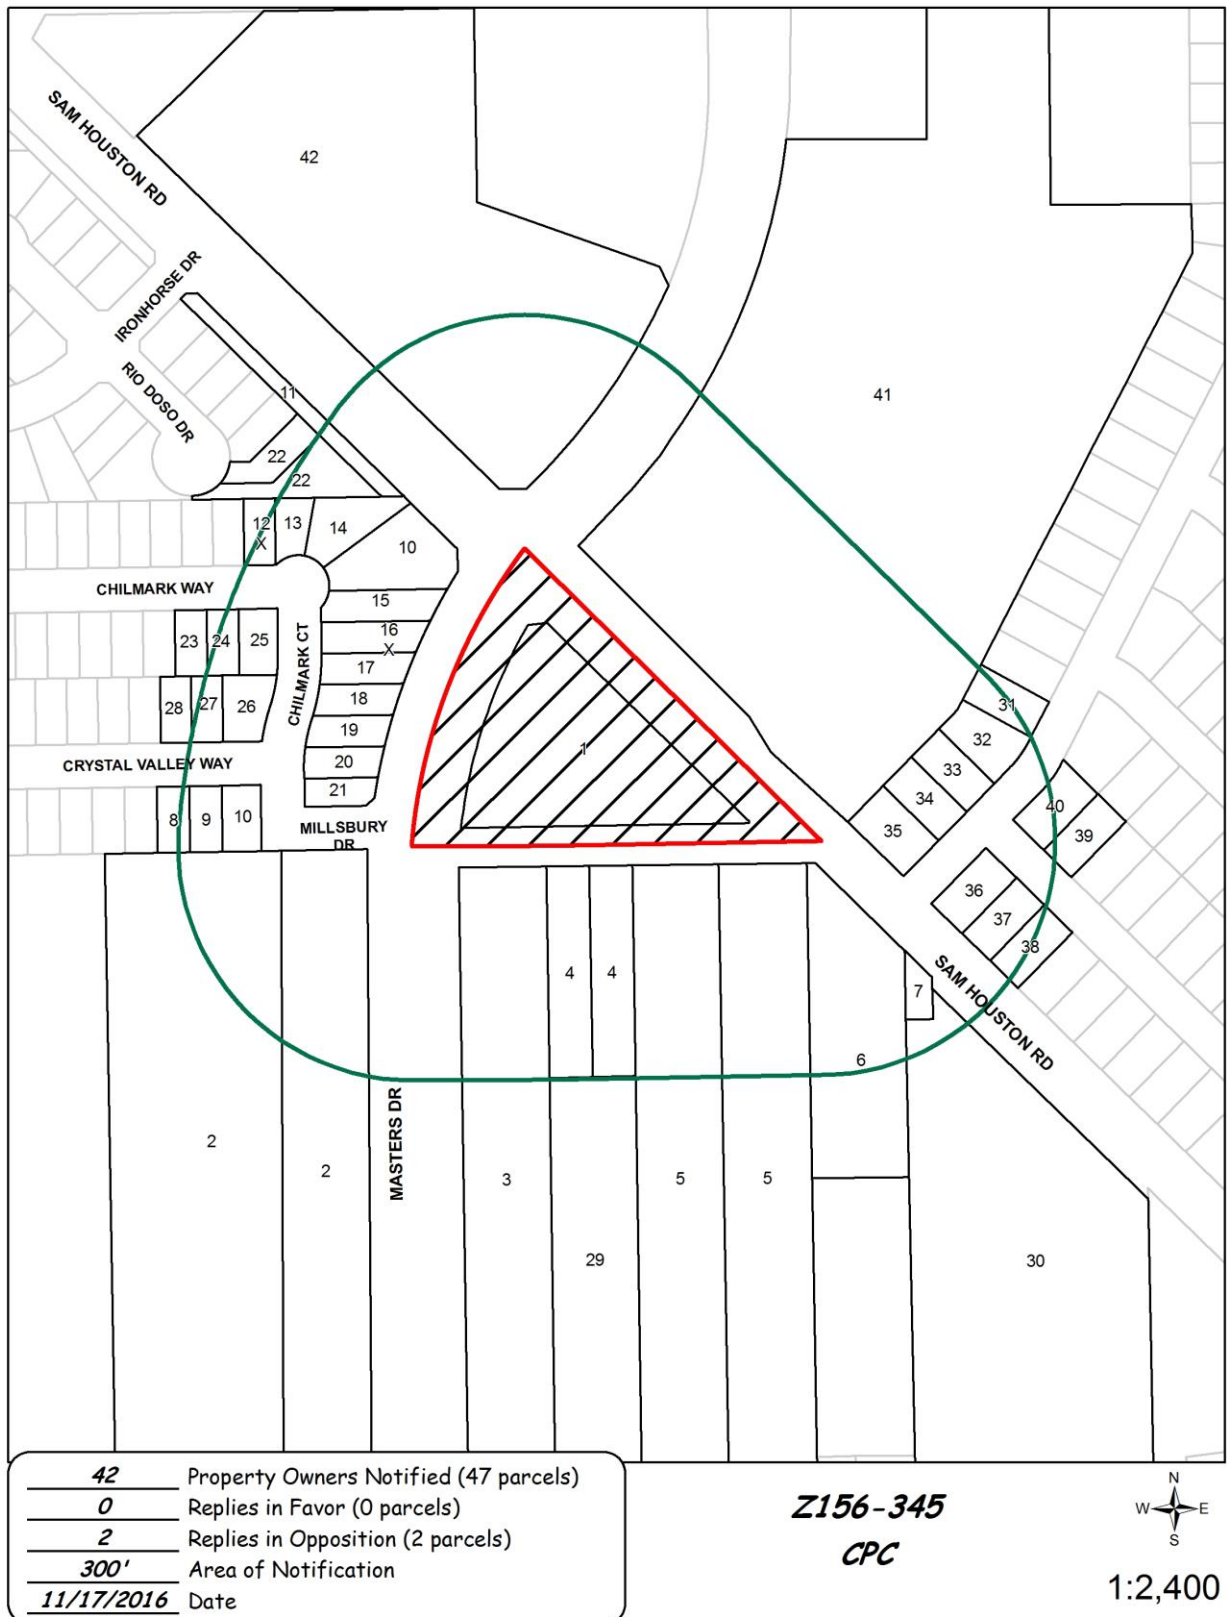 42
SAM HOUSTON RD
IRONHORSE DR
RIO DOSO DR
11
41
22
22
12
X
13
14
10
CHILMARK WAY
15
16
X
23
24
25
CHILMARK CT
17
18
28
27
26
19
CRYSTAL VALLEY WAY
20
21
1
31
32
33
34
35
40
39
8
9
10
MILLSBURY
DR
36
37
38
4
4
7
SAM HOUSTON RD
6
2
2
MASTERS DR
3
5
5
29
30
42 Property Owners Notified (47 parcels)
0 Replies in Favor (0 parcels)
2 Replies in Opposition (2 parcels)
300' Area of Notification
11/17/2016 Date
Z156-345
CPC
N
W E
S
1:2,400